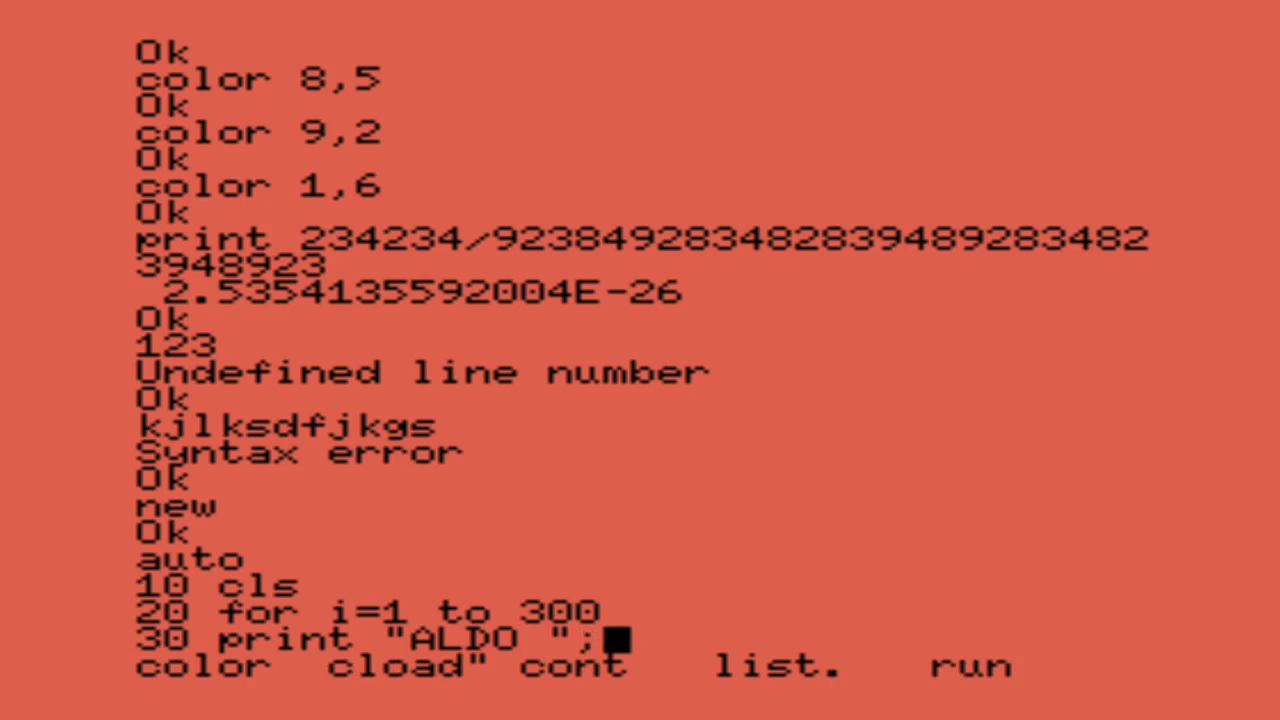 Ok
color 8,5
Ok
color 9,2
Ok
color 1,6
Ok
print 234234/9238492834828394892834​82
3948923
2.5354135592004E-26
Ok
123
Undefined line number
Ok
kjlksdfjkgs
Syntax error
Ok
new
Ok
auto
10 cls
20 for i=1 to 300
30 print "ALDO ";
color cload" cont list. run